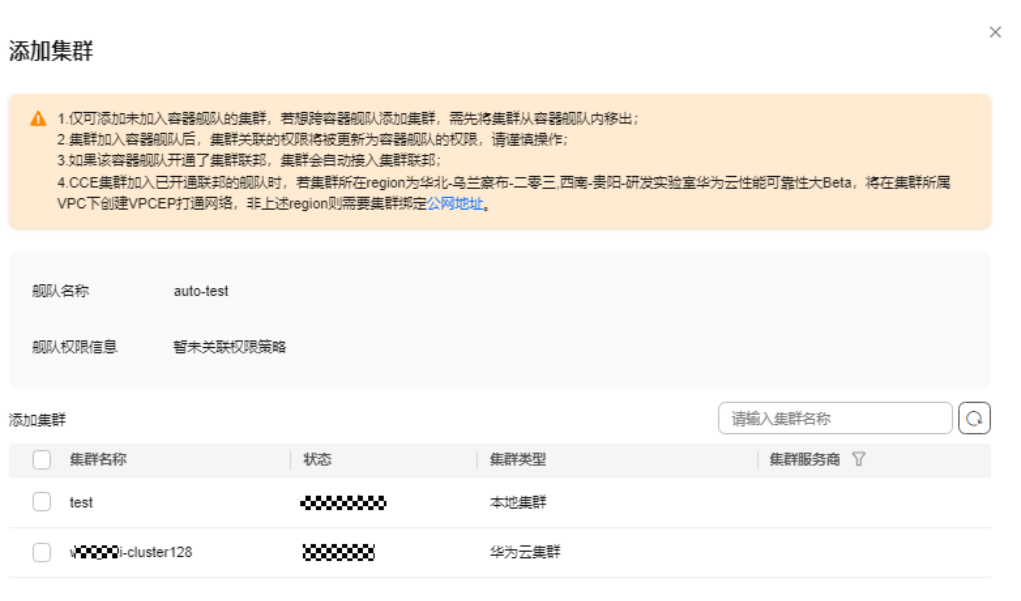 添加集群
1.仅可添加未加入容器舰队的集群，若想跨容器舰队添加集群，需先将集群从容器舰队内移出；
2.集群加入容器舰队后，集群关联的权限将被更新为容器舰队的权限，请谨慎操作；
3.如果该容器舰队开通了集群联邦，集群会自动接入集群联邦；
4.CCE集群加入已开通联邦的舰队时，若集群所在region为华北-乌兰察布-二零三,西南-贵阳-研发实验室华为云性能可靠性大Beta，将在集群所属
VPC下创建VPCEP打通网络，非上述region则需要集群绑定公网地址。
舰队名称 auto-test
舰队权限信息 暂未关联权限策略
添加集群 请输入集群名称
集群名称 状态 集群类型 集群服务商
test 本地集群
i-cluster128 华为云集群